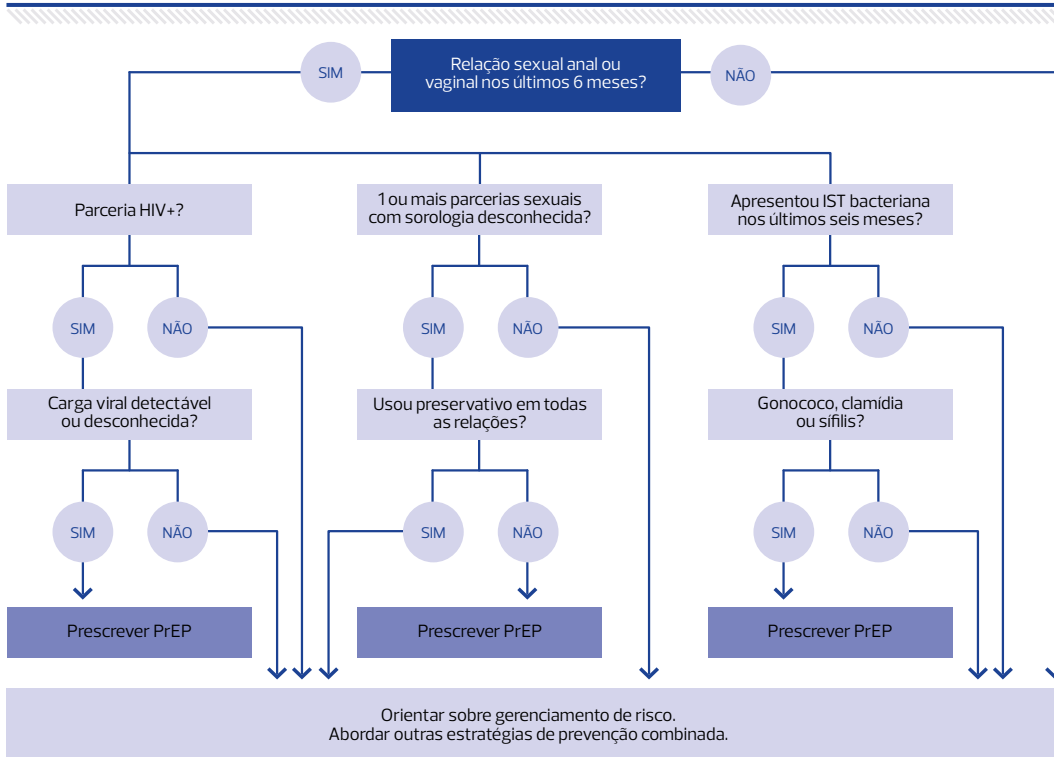 SIM
Relação sexual anal ou
vaginal nos últimos 6 meses?
NÃO
Parceria HIV+?
1 ou mais parcerias sexuais
com sorologia desconhecida?
Apresentou IST bacteriana
nos últimos seis meses?
SIM
NÃO
SIM
NÃO
SIM
NÃO
Carga viral detectável
ou desconhecida?
Usou preservativo em todas
as relações?
Gonococo, clamídia
ou sífilis?
SIM
NÃO
SIM
NÃO
SIM
NÃO
Prescrever PrEP
Prescrever PrEP
Prescrever PrEP
Orientar sobre gerenciamento de risco.
Abordar outras estratégias de prevenção combinada.